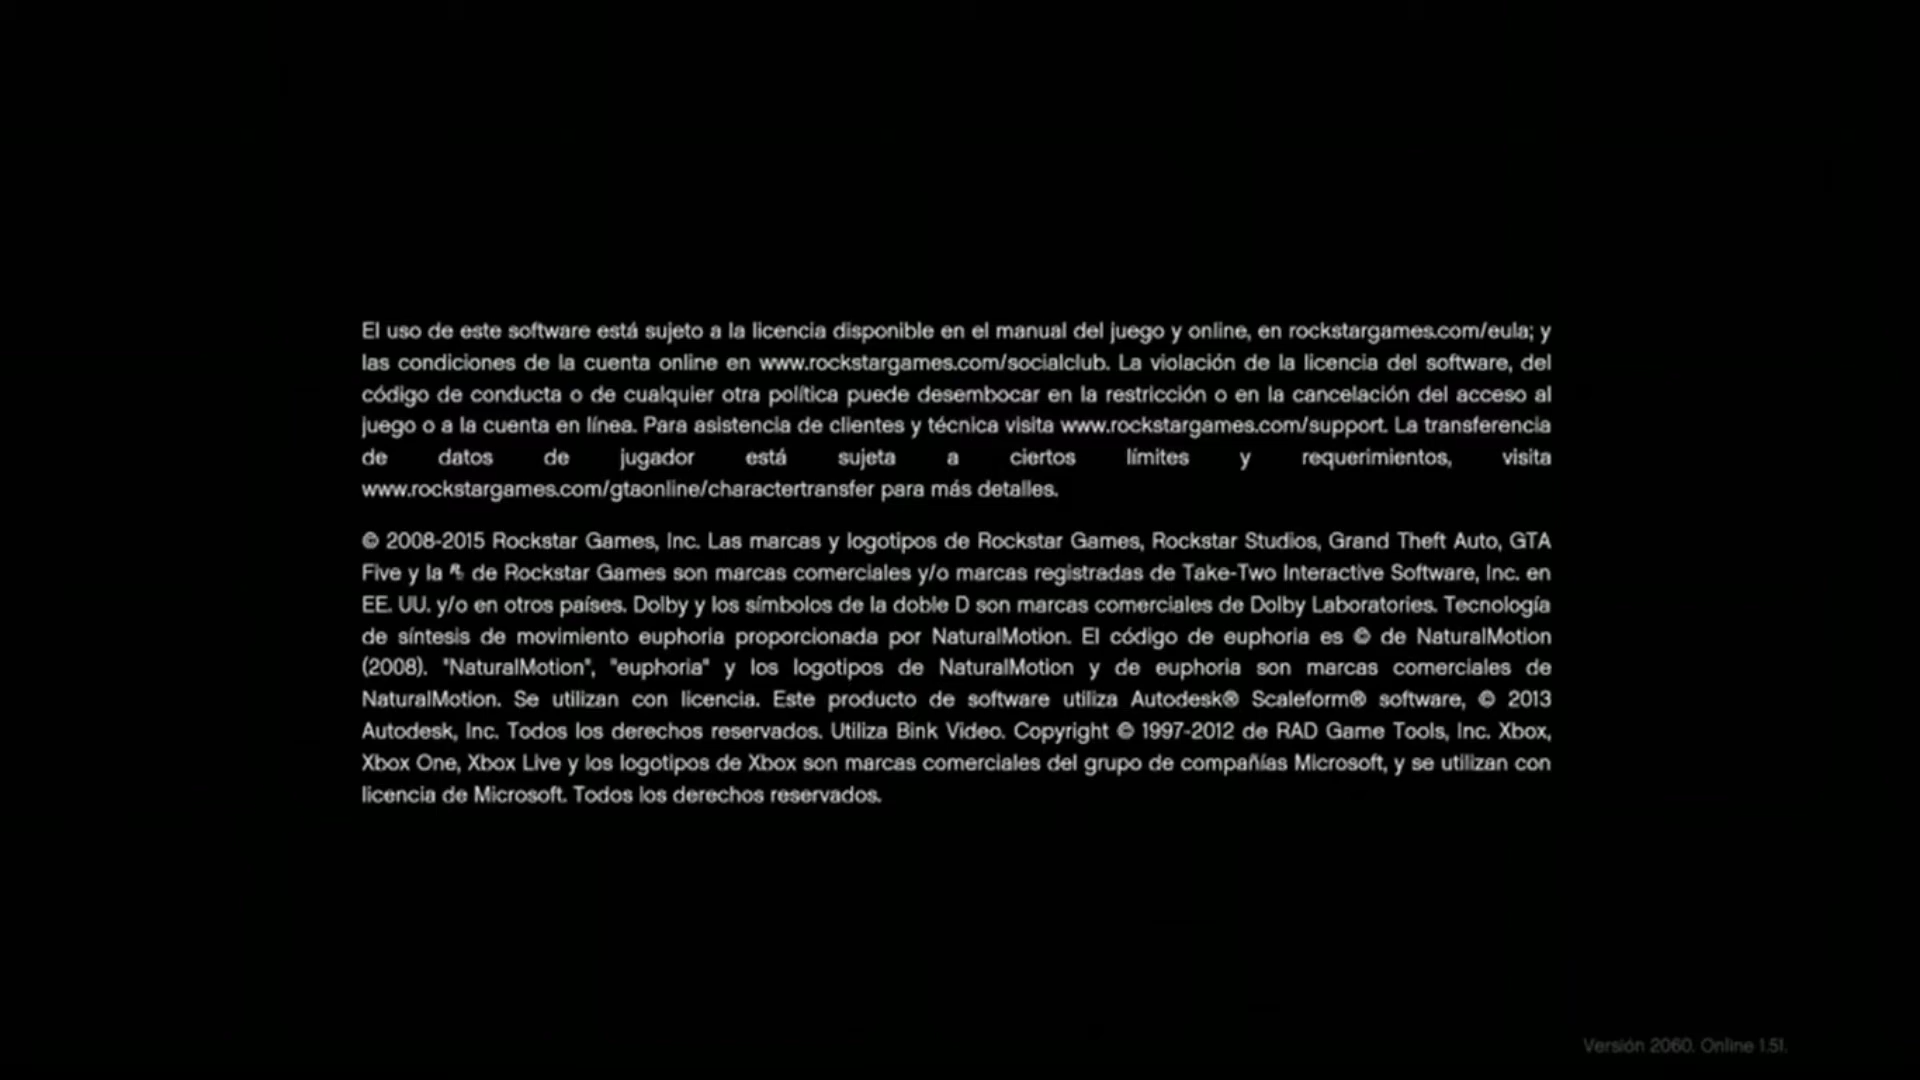 El uso de este software está sujeto a la licencia disponible en el manual del juego y online, en rockstargames.com/eula; y
las condiciones de la cuenta online en www.rockstargames.com/socialclub. La violación de la licencia del software, del
código de conducta o de cualquier otra política puede desembocar en la restricción o en la cancelación del acceso al
juego o a la cuenta en línea. Para asistencia de clientes y técnica visita www.rockstargames.com/support. La transferencia
de datos de jugador está sujeta a ciertos límites y requerimientos, visita
www.rockstargames.com/gtaonline/charactertransfer para más detalles.
© 2008-2015 Rockstar Games, Inc. Las marcas y logotipos de Rockstar Games, Rockstar Studios, Grand Theft Auto, GTA
Five y la R* de Rockstar Games son marcas comerciales y/o marcas registradas de Take-Two Interactive Software, Inc. en
EE. UU. y/o en otros países. Dolby y los símbolos de la doble D son marcas comerciales de Dolby Laboratories. Tecnología
de síntesis de movimiento euphoria proporcionada por NaturalMotion. El código de euphoria es © de NaturalMotion
(2008). "NaturalMotion", "euphoria" y los logotipos de NaturalMotion y de euphoria son marcas comerciales de
NaturalMotion. Se utilizan con licencia. Este producto de software utiliza Autodesk® Scaleform® software, © 2013
Autodesk, Inc. Todos los derechos reservados. Utiliza Bink Video. Copyright © 1997-2012 de RAD Game Tools, Inc. Xbox,
Xbox One, Xbox Live y los logotipos de Xbox son marcas comerciales del grupo de compañías Microsoft, y se utilizan con
licencia de Microsoft. Todos los derechos reservados.
Versión 2060. Online 1.51.